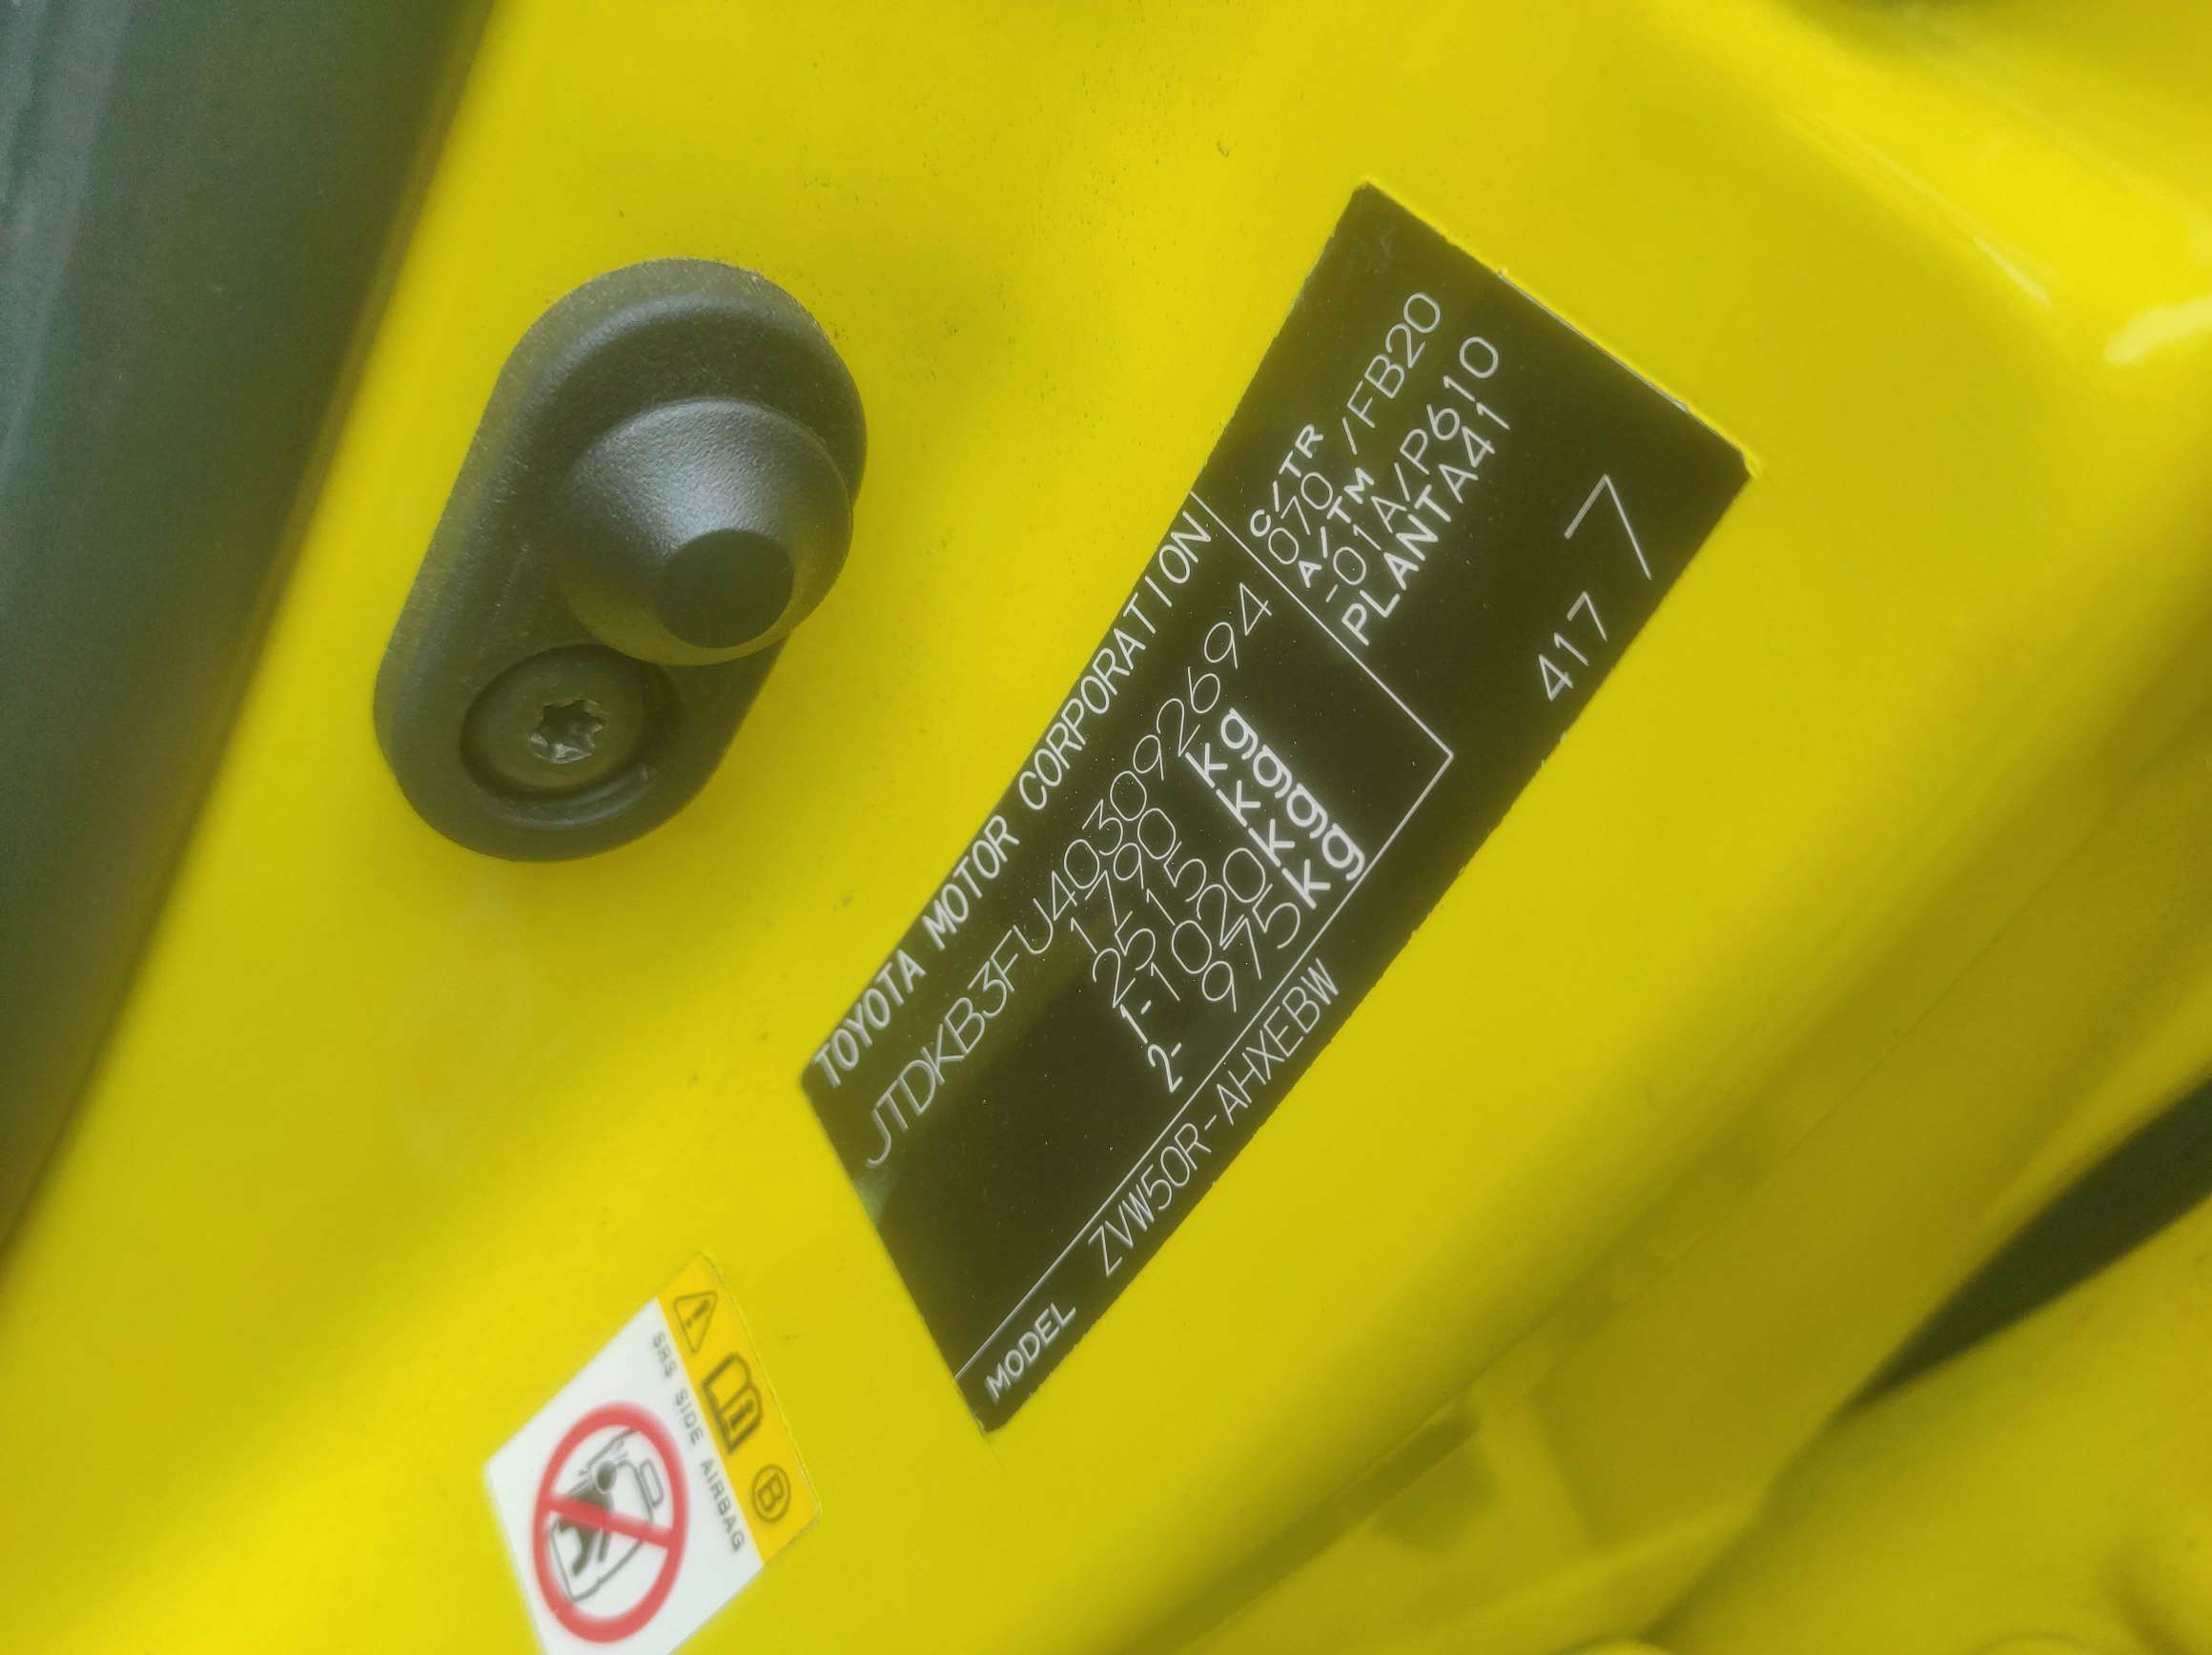 TOYOTA MOTOR CORPORATION
JTDKB3FU403092694
1790 kg
2515 kg
1-1020 kg
2- 975 kg
C/TR
070 /FB20
A/TM
-01A/P610
PLANTA41
MODEL ZVW50R-AHXEBW
417 7
B
SRS SIDE AIRBAG